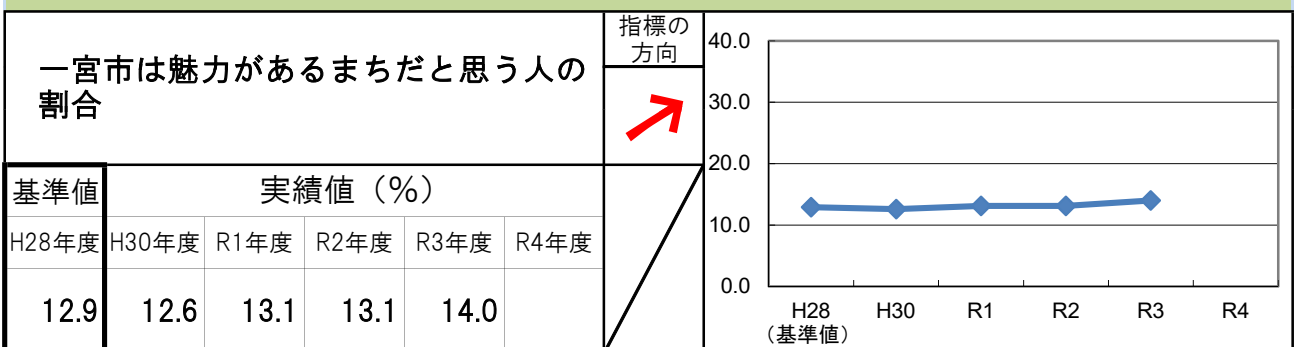 一宮市は魅力があるまちだと思う人の
割合
指標の
方向
基準値
実績値（%）
H28年度 H30年度 R1年度 R2年度 R3年度 R4年度
12.9 12.6 13.1 13.1 14.0
40.0
30.0
20.0
10.0
0.0
H28 H30 R1 R2 R3 R4
（基準値）